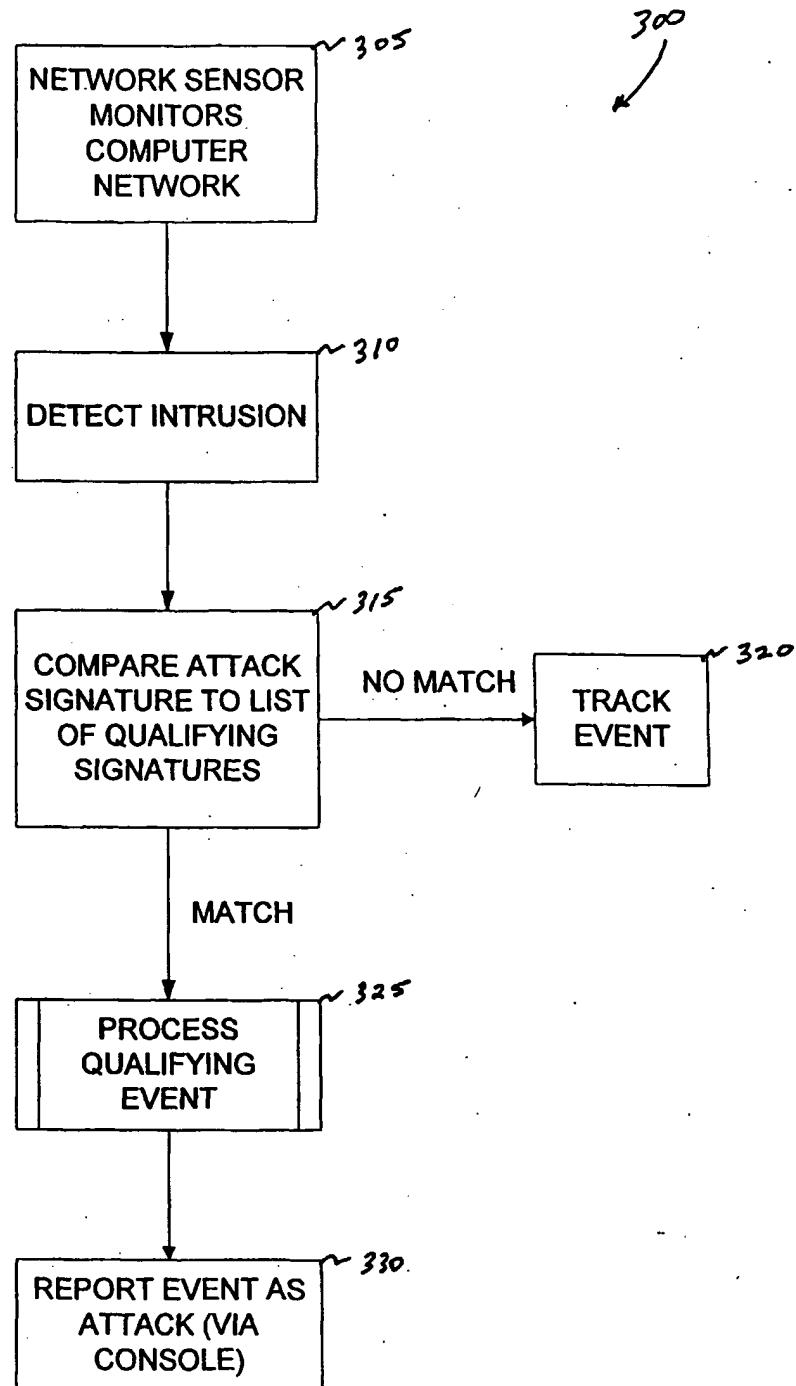 300
305
NETWORK SENSOR
MONITORS
COMPUTER
NETWORK
310
DETECT INTRUSION
315
COMPARE ATTACK
SIGNATURE TO LIST
OF QUALIFYING
SIGNATURES
NO MATCH
320
TRACK
EVENT
MATCH
325
PROCESS
QUALIFYING
EVENT
330
REPORT EVENT AS
ATTACK (VIA
CONSOLE)